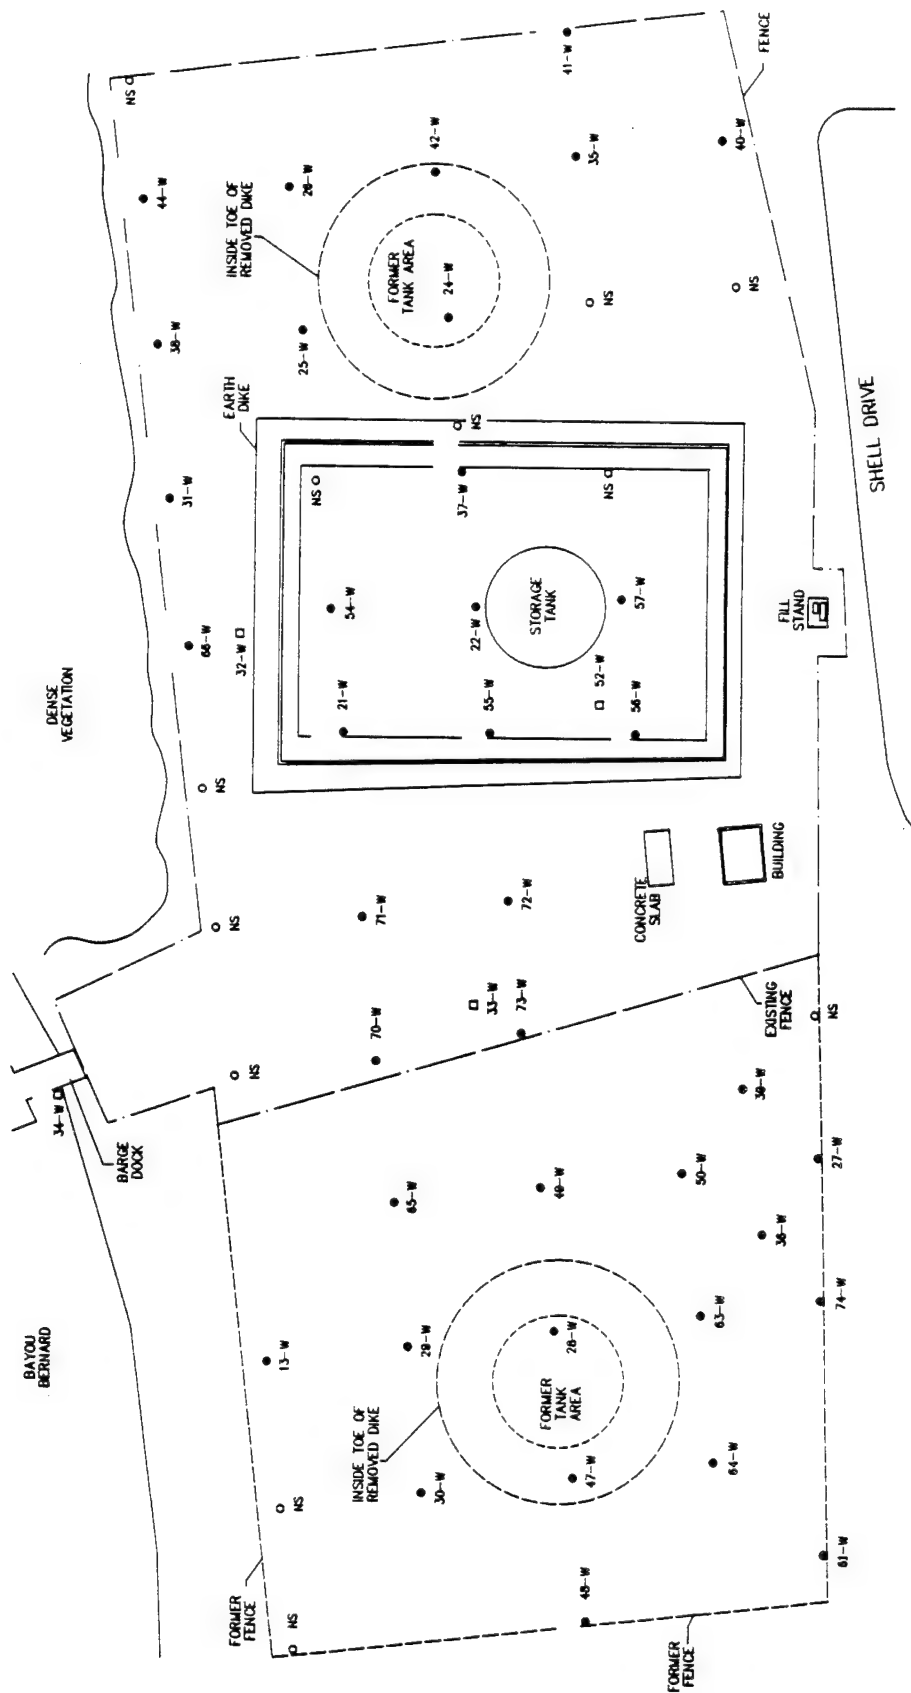 BAYOU
BERNARD
DENSE
VEGETATION
34-W
BARGE
DOCK
NS
44-W
38-W
31-W
66-W
NS
NS
NS
32-W
EARTH
DIKE
INSIDE TOE OF
REMOVED DIKE
FORMER
FENCE
NS
NS
13-W
26-W
25-W
NS
21-W
54-W
71-W
70-W
65-W
29-W
30-W
INSIDE TOE OF
REMOVED DIKE
FORMER
TANK AREA
24-W
42-W
NS
37-W
22-W
55-W
STORAGE
TANK
33-W
72-W
73-W
49-W
28-W
FORMER
TANK
AREA
47-W
48-W
41-W
35-W
NS
NS
57-W
52-W
56-W
CONCRETE
SLAB
50-W
63-W
64-W
FORMER
FENCE
40-W
NS
FENCE
FILL
STAND
BUILDING
EXISTING
FENCE
NS
39-W
36-W
27-W
74-W
61-W
SHELL DRIVE